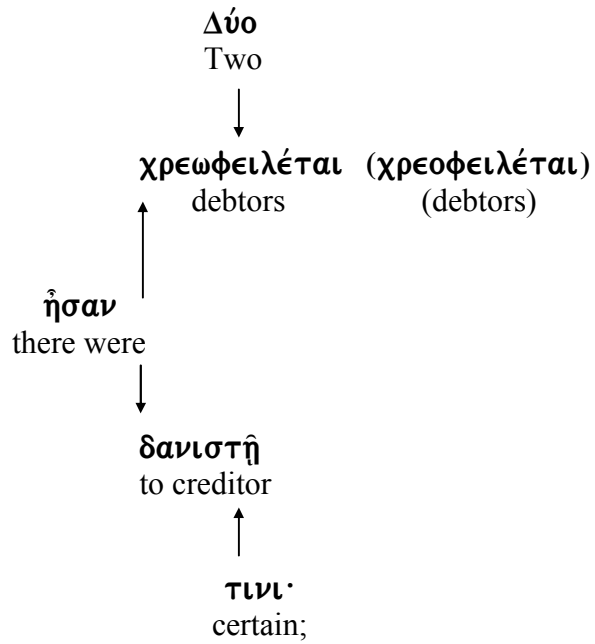 Δύο
Two
χρεωφειλέται (χρεοφειλέται)
debtors (debtors)
ἦσαν
there were
δανιστῇ
to creditor
τινι·
certain;